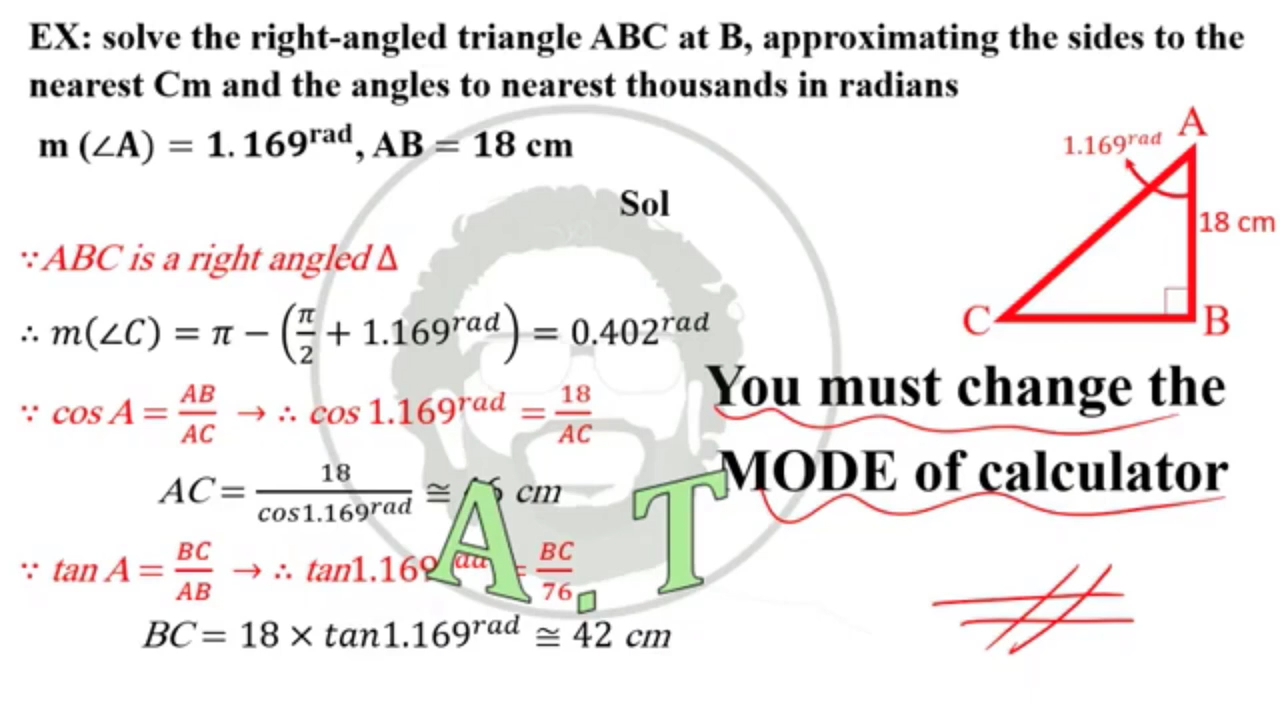 EX: solve the right-angled triangle ABC at B, approximating the sides to the
nearest Cm and the angles to nearest thousands in radians
m (∠A) = 1.169^rad, AB = 18 cm
Sol
∵ ABC is a right angled Δ
∴ m(∠C) = π − (π/2 + 1.169^rad) = 0.402^rad
∵ cos A = AB/AC → ∴ cos 1.169^rad = 18/AC
AC = 18/cos1.169^rad ≅ cm
∵ tan A = BC/AB → ∴ tan1.169^rad = BC/76
BC = 18 × tan1.169^rad ≅ 42 cm
A
1.169^rad
18 cm
C
B
You must change the
MODE of calculator
A.T